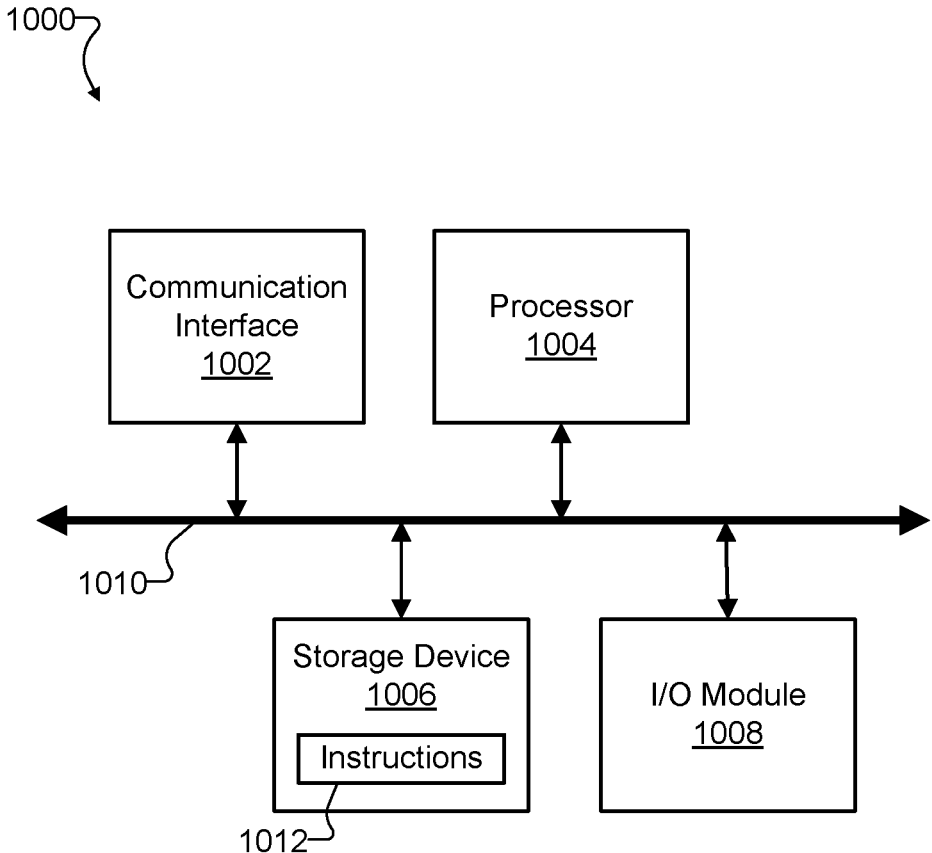 1000
Communication
Interface
1002
Processor
1004
1010
Storage Device
1006
Instructions
1012
I/O Module
1008